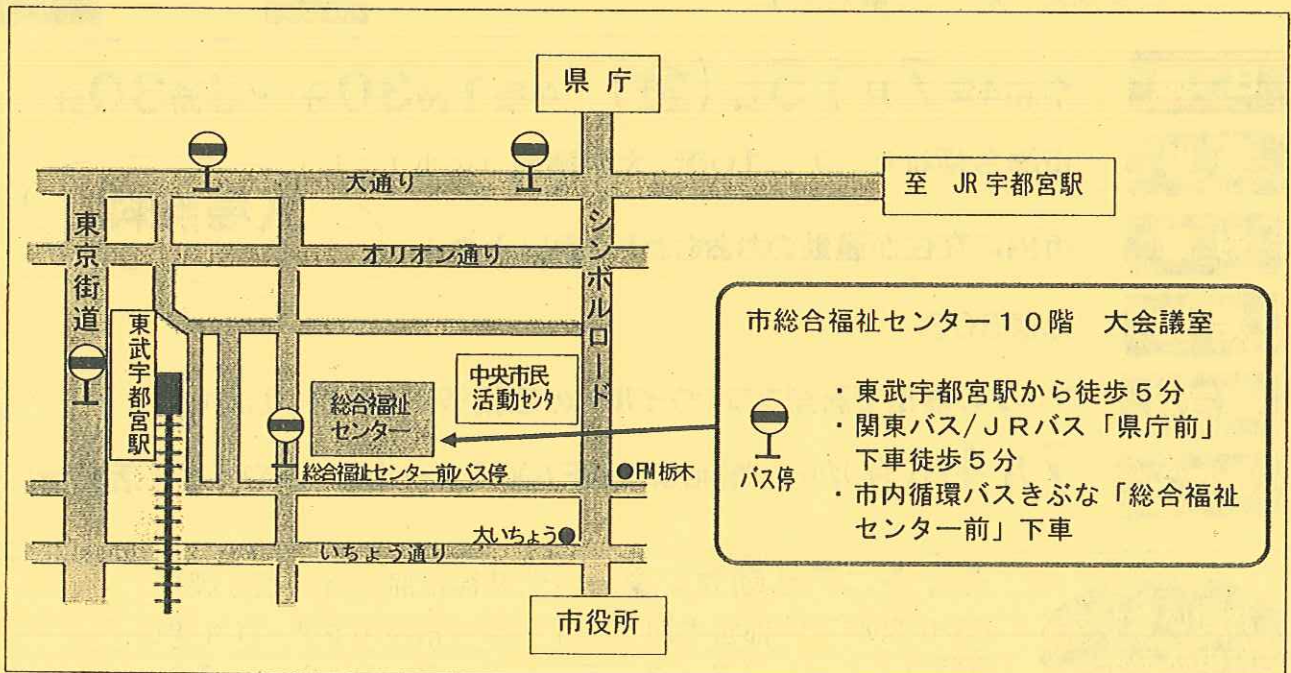 県庁
大通り
至 JR宇都宮駅
東京街道
オリオン通り
シンボルロード
東武宇都宮駅
総合福祉
センター
中央市民
活動センタ
総合福祉センター前バス停
FM栃木
大いちょう
いちょう通り
市役所
市総合福祉センター10階 大会議室
バス停
・東武宇都宮駅から徒歩5分
・関東バス/JRバス「県庁前」
下車徒歩5分
・市内循環バスきぶな「総合福祉
センター前」下車